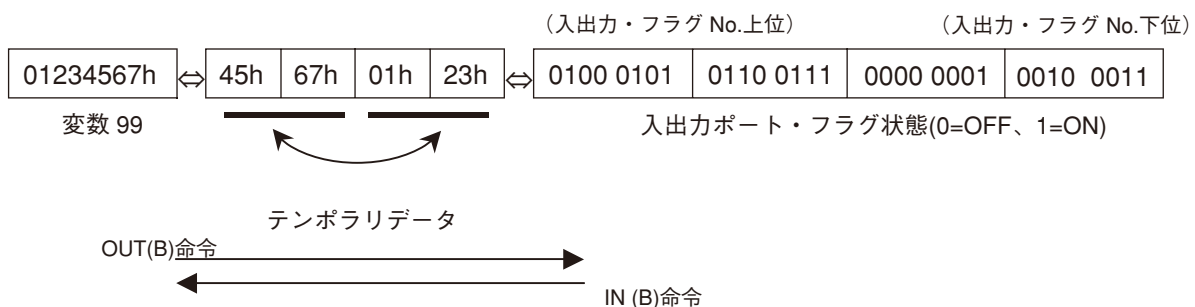 （入出力・フラグ No.上位） （入出力・フラグ No.下位）
01234567h ⇔ 45h 67h 01h 23h ⇔ 0100 0101 0110 0111 0000 0001 0010 0011
変数 99 入出力ポート・フラグ状態(0=OFF、1=ON)
テンポラリデータ
OUT(B)命令
IN (B)命令